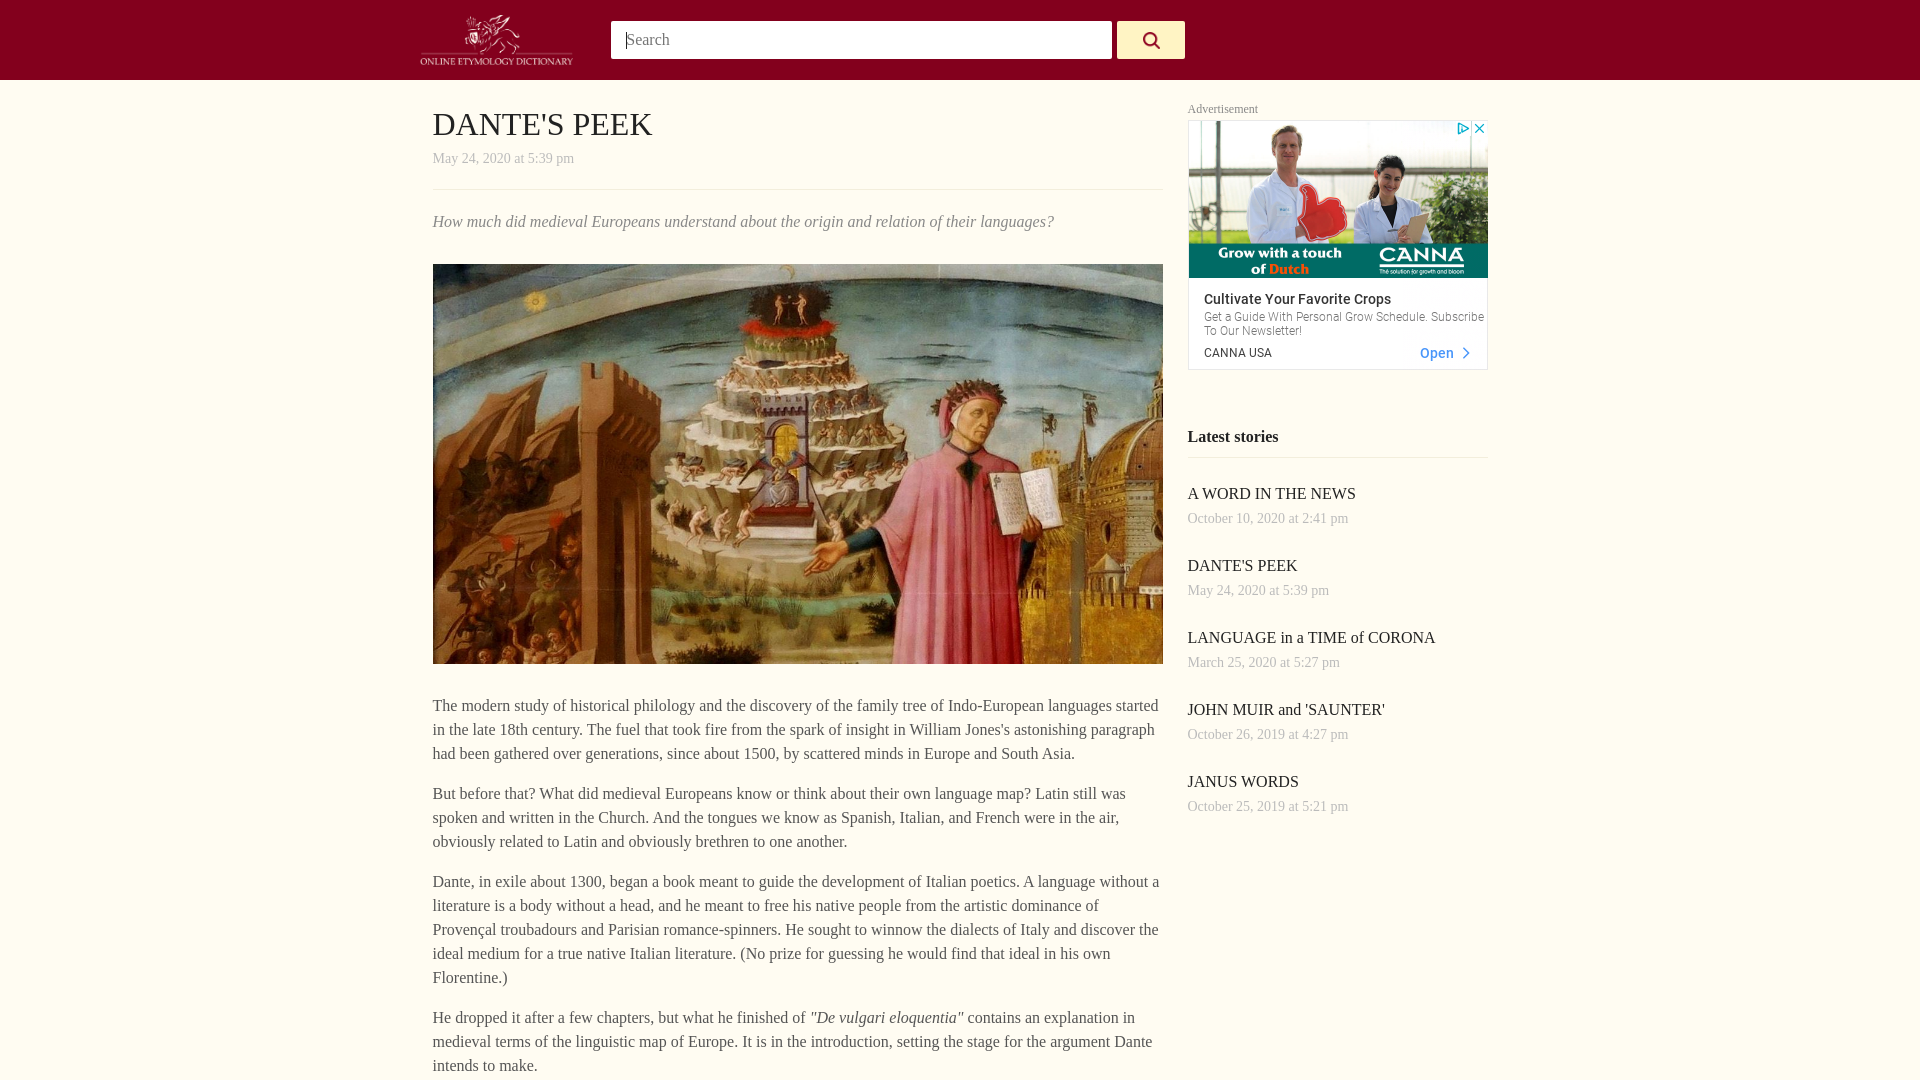 ONLINE ETYMOLOGY DICTIONARY
Search
DANTE'S PEEK
May 24, 2020 at 5:39 pm
How much did medieval Europeans understand about the origin and relation of their languages?
The modern study of historical philology and the discovery of the family tree of Indo-European languages started
in the late 18th century. The fuel that took fire from the spark of insight in William Jones's astonishing paragraph
had been gathered over generations, since about 1500, by scattered minds in Europe and South Asia.
But before that? What did medieval Europeans know or think about their own language map? Latin still was
spoken and written in the Church. And the tongues we know as Spanish, Italian, and French were in the air,
obviously related to Latin and obviously brethren to one another.
Dante, in exile about 1300, began a book meant to guide the development of Italian poetics. A language without a
literature is a body without a head, and he meant to free his native people from the artistic dominance of
Provençal troubadours and Parisian romance-spinners. He sought to winnow the dialects of Italy and discover the
ideal medium for a true native Italian literature. (No prize for guessing he would find that ideal in his own
Florentine.)
He dropped it after a few chapters, but what he finished of "De vulgari eloquentia" contains an explanation in
medieval terms of the linguistic map of Europe. It is in the introduction, setting the stage for the argument Dante
intends to make.
Advertisement
Grow with a touch
of Dutch
CANNA
The solution for growth and bloom
Cultivate Your Favorite Crops
Get a Guide With Personal Grow Schedule. Subscribe
To Our Newsletter!
CANNA USA
Open
Latest stories
A WORD IN THE NEWS
October 10, 2020 at 2:41 pm
DANTE'S PEEK
May 24, 2020 at 5:39 pm
LANGUAGE in a TIME of CORONA
March 25, 2020 at 5:27 pm
JOHN MUIR and 'SAUNTER'
October 26, 2019 at 4:27 pm
JANUS WORDS
October 25, 2019 at 5:21 pm